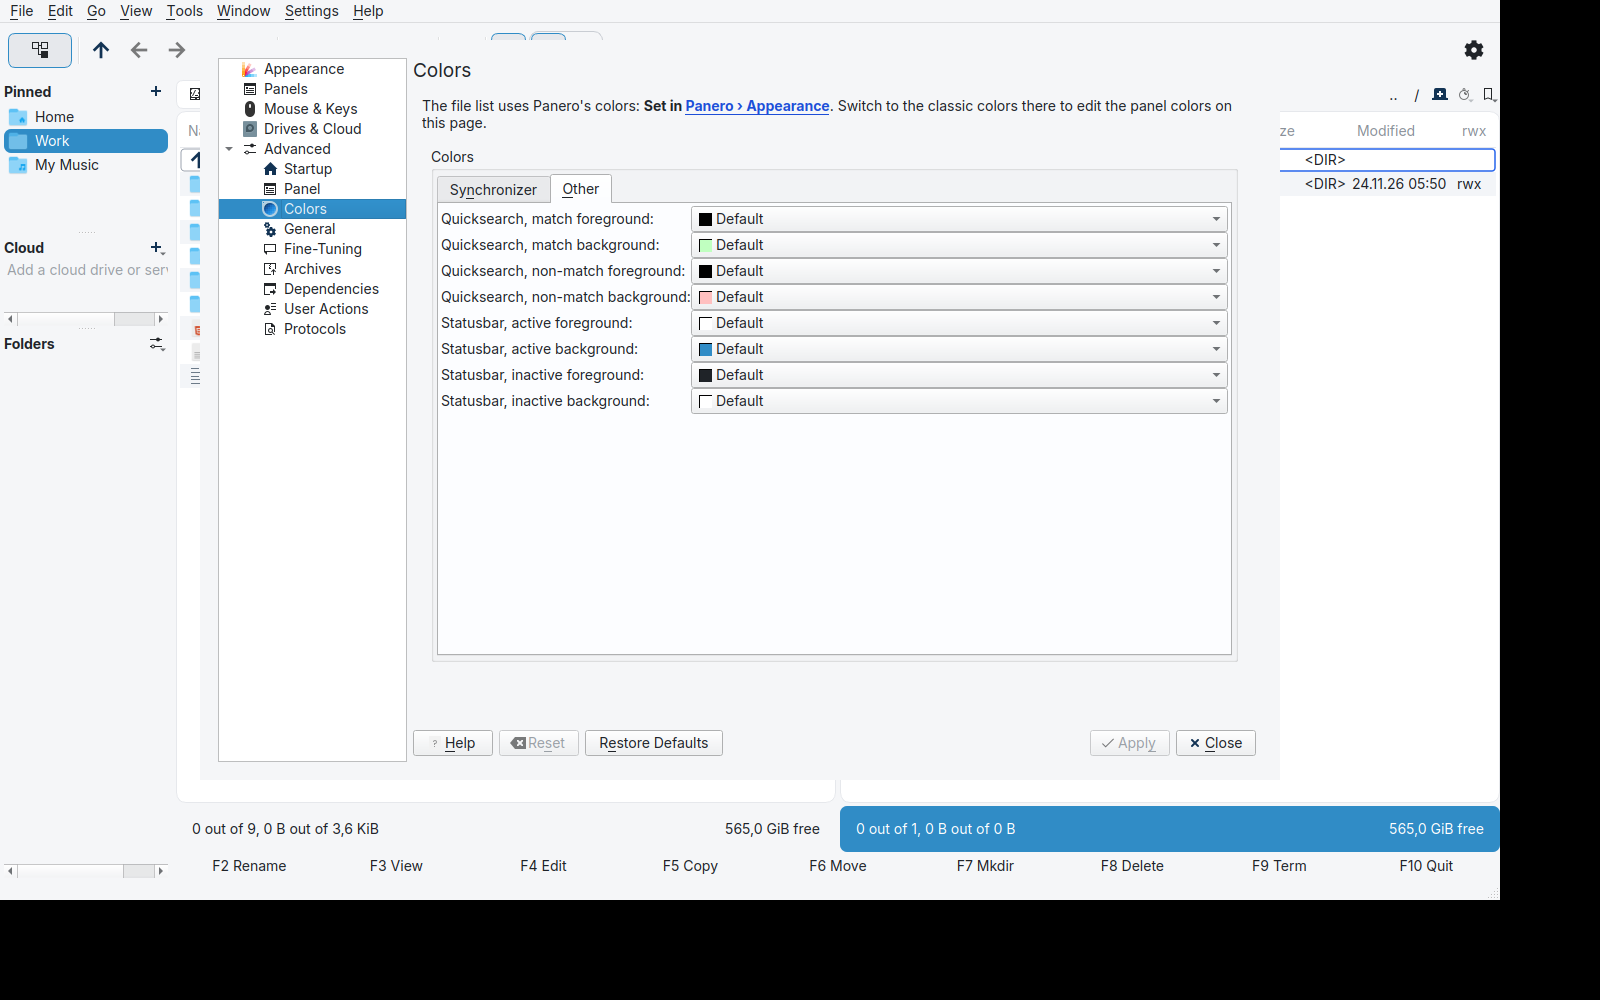 File Edit Go View Tools Window Settings Help
Pinned
Home
Work
My Music
Cloud
Add a cloud drive or serv
Folders
Appearance
Panels
Mouse & Keys
Drives & Cloud
Advanced
Startup
Panel
Colors
General
Fine-Tuning
Archives
Dependencies
User Actions
Protocols
Colors
The file list uses Panero's colors: Set in Panero › Appearance. Switch to the classic colors there to edit the panel colors on
this page.
Colors
Synchronizer Other
Quicksearch, match foreground: Default
Quicksearch, match background: Default
Quicksearch, non-match foreground: Default
Quicksearch, non-match background: Default
Statusbar, active foreground: Default
Statusbar, active background: Default
Statusbar, inactive foreground: Default
Statusbar, inactive background: Default
Help Reset Restore Defaults Apply Close
.. /
ze Modified rwx
<DIR>
<DIR> 24.11.26 05:50 rwx
0 out of 9, 0 B out of 3,6 KiB 565,0 GiB free
0 out of 1, 0 B out of 0 B 565,0 GiB free
F2 Rename F3 View F4 Edit F5 Copy F6 Move F7 Mkdir F8 Delete F9 Term F10 Quit